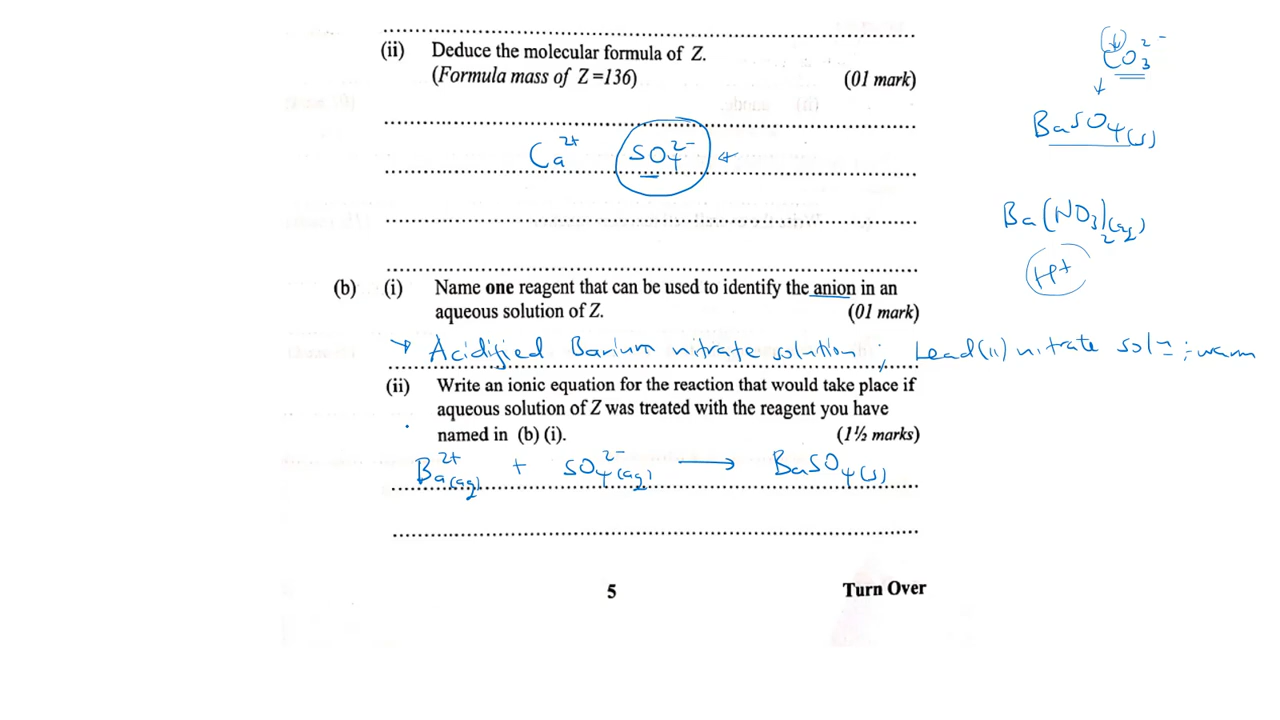 (ii) Deduce the molecular formula of Z.
(Formula mass of Z =136) (01 mark)
CO₃²⁻
BaSO₄(s)
Ca²⁺ SO₄²⁻
Ba(NO₃)₂(aq)
H⁺
(b) (i) Name one reagent that can be used to identify the anion in an
aqueous solution of Z. (01 mark)
→ Acidified Barium nitrate solution ; Lead(II) nitrate sol= ; warm
(ii) Write an ionic equation for the reaction that would take place if
aqueous solution of Z was treated with the reagent you have
named in (b) (i). (1½ marks)
Ba²⁺(aq) + SO₄²⁻(aq) → BaSO₄(s)
5 Turn Over